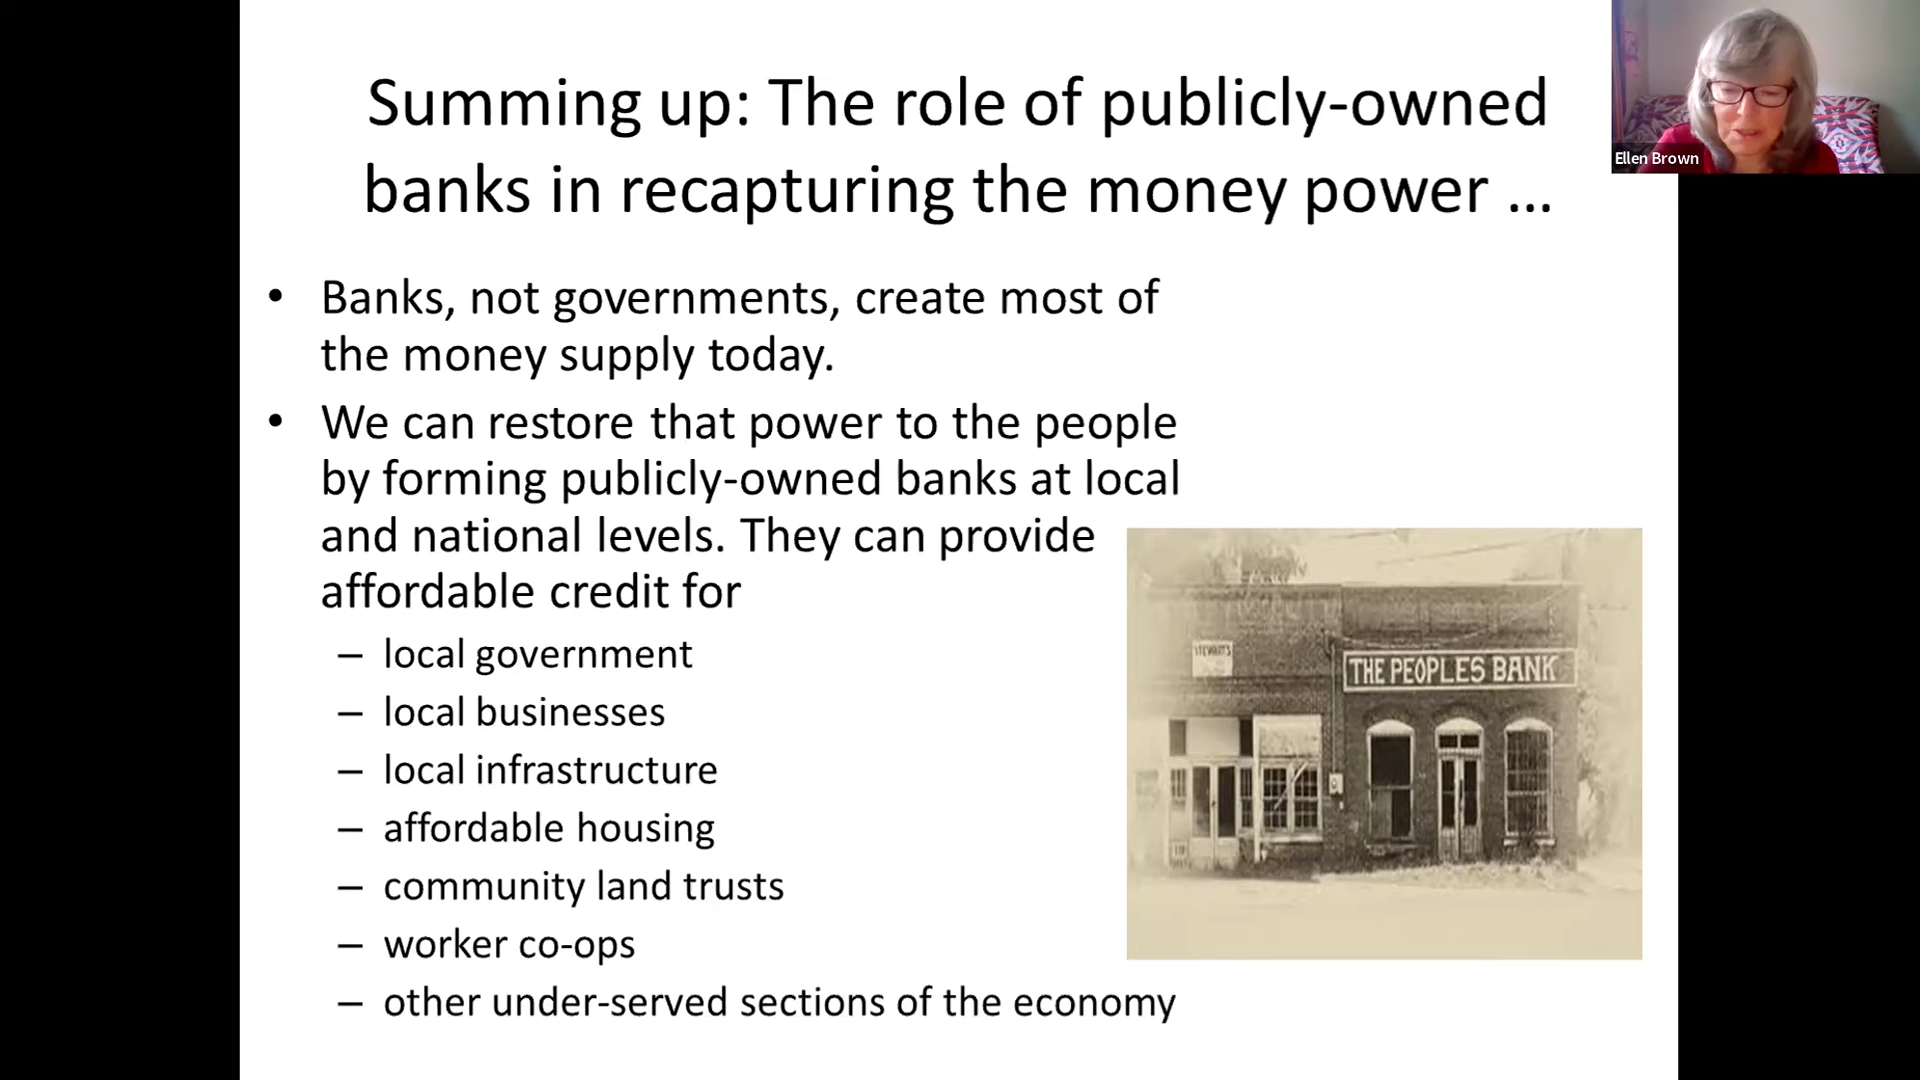 Summing up: The role of publicly-owned
banks in recapturing the money power ...
Ellen Brown
• Banks, not governments, create most of
the money supply today.
• We can restore that power to the people
by forming publicly-owned banks at local
and national levels. They can provide
affordable credit for
– local government
– local businesses
– local infrastructure
– affordable housing
– community land trusts
– worker co-ops
– other under-served sections of the economy
STEWART'S
THE PEOPLES BANK